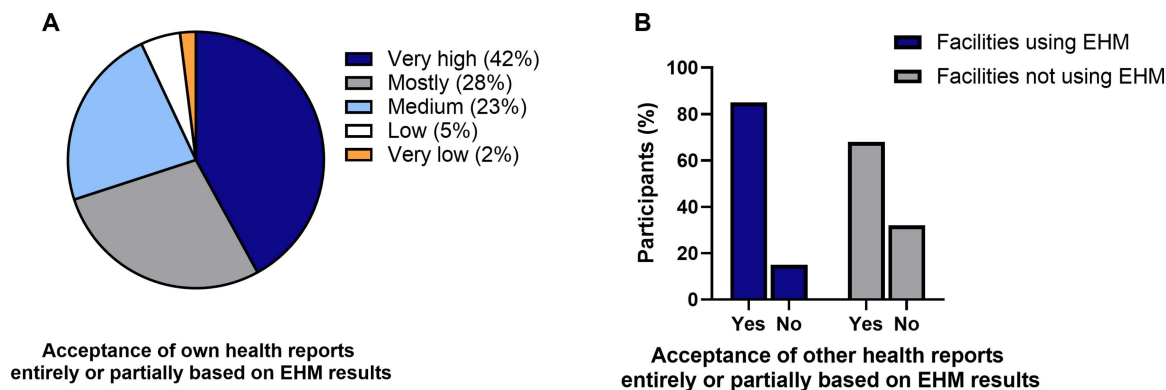 A
Very high (42%)
Mostly (28%)
Medium (23%)
Low (5%)
Very low (2%)
Acceptance of own health reports
entirely or partially based on EHM results
B
Facilities using EHM
Facilities not using EHM
Participants (%)
100
80
60
40
20
0
Yes No Yes No
Acceptance of other health reports
entirely or partially based on EHM results